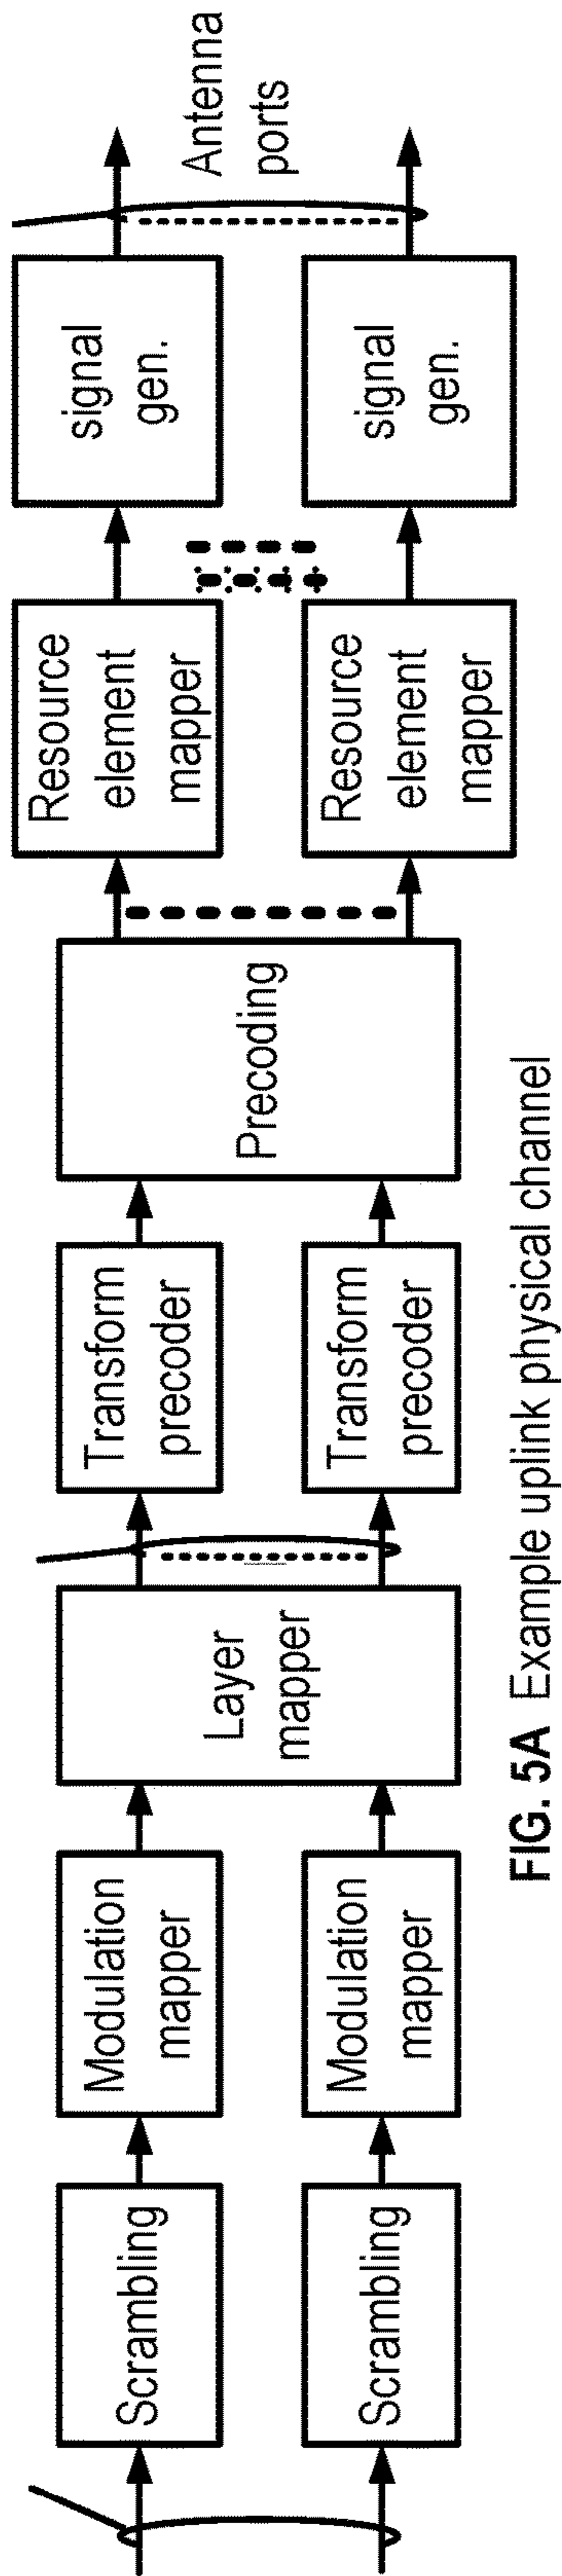 Scrambling
Scrambling
Modulation
mapper
Modulation
mapper
Layer
mapper
Transform
precoder
Transform
precoder
Precoding
Resource
element
mapper
Resource
element
mapper
signal
gen.
signal
gen.
Antenna
ports
FIG. 5A Example uplink physical channel